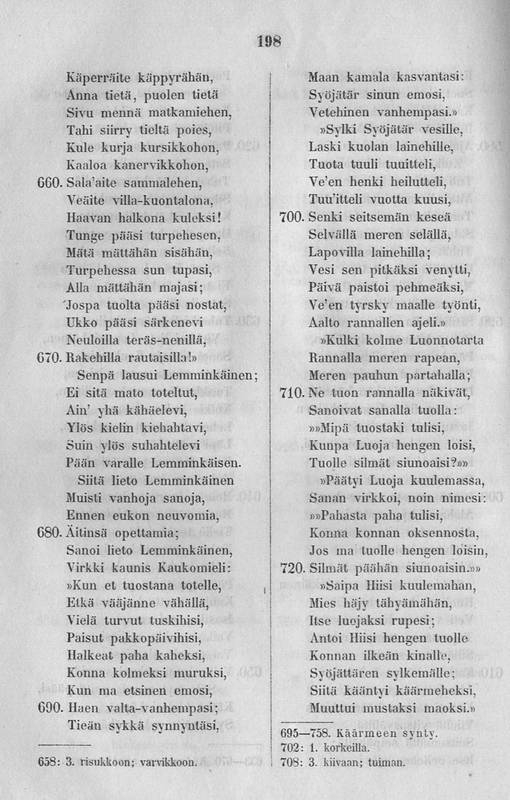 198
Käperräite käppyrähän,
Anna tietä, puolen tietä
Sivu mennä matkamiehen,
Tahi siirry tieltä poies,
Kule kurja kursikkohon,
Kaaloa kanervikkohon,
660. Sala'aite sammalehen,
Veäite villa-kuontalona,
Haavan halkona kuleksi!
Tunge pääsi turpehesen,
Mätä mättähän sisähän,
Turpehessa sun tupasi,
Alla mättähän majasi;
Jospa tuolta pääsi nostat,
Ukko pääsi särkenevi
Neuloilla teräs-nenillä,
670. Rakehilla rautaisilla!»
Senpä lausui Lemminkäinen;
Ei sitä mato toteltut,
Ain' yhä kähäelevi,
Ylös kielin kiehahtavi,
Suin ylös suhahtelevi
Pään varalle Lemminkäisen.
Siitä lieto Lemminkäinen
Muisti vanhoja sanoja,
Ennen eukon neuvomia,
680. Äitinsä opettamia;
Sanoi lieto Lemminkäinen,
Virkki kaunis Kaukomieli:
»Kun et tuostana totelle,
Etkä vääjänne vähällä,
Vielä turvut tuskihisi,
Paisut pakkopäivihisi,
Halkeat paha kaheksi,
Konna kolmeksi muruksi,
Kun ma etsinen emosi,
690. Haen valta-vanhempasi;
Tieän sykkä synnyntäsi,
658: 3. risukkoon; varvikkoon.
Maan kamala kasvantasi:
Syöjätär sinun emosi,
Vetehinen vanhempasi.»
»Sylki Syöjätär vesille,
Laski kuolan lainehille,
Tuota tuuli tuuitteli,
Ve'en henki heilutteli,
Tuu'itteli vuotta kuusi,
700. Senki seitsemän keseä
Selvällä meren selällä,
Lapovilla lainehilla;
Vesi sen pitkäksi venytti,
Päivä paistoi pehmeäksi,
Ve'en tyrsky maalle työnti,
Aalto rannallen ajeli.»
»Kulki kolme Luonnotarta
Rannalla meren rapean,
Meren pauhun partahalla;
710. Ne tuon rannalla näkivät,
Sanoivat sanalla tuolla:
»»Mipä tuostaki tulisi,
Kunpa Luoja hengen loisi,
Tuolle silmät siunoaisi?»»
»Päätyi Luoja kuulemassa,
Sanan virkkoi, noin nimesi:
»»Pahasta paha tulisi,
Konna konnan oksennosta,
Jos ma tuolle hengen loisin,
720. Silmät päähän siunoaisin.»»
»Saipa Hiisi kuulemahan,
Mies häjy tähyämähän,
Itse luojaksi rupesi;
Antoi Hiisi hengen tuolle
Konnan ilkeän kinalle,
Syöjättären sylkemälle;
Siitä kääntyi käärmeheksi,
Muuttui mustaksi maoksi.»
695—758. Käärmeen synty.
702: 1. korkeilla.
708: 3. kiivaan; tuiman.